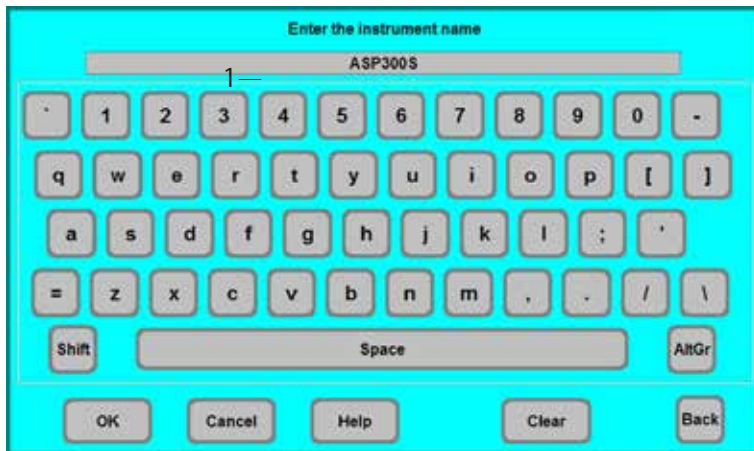 Enter the instrument name
ASP300S
1
` 1 2 3 4 5 6 7 8 9 0 -
q w e r t y u i o p [ ]
a s d f g h j k l ; '
= z x c v b n m , . / \
Shift Space AltGr
OK Cancel Help Clear Back